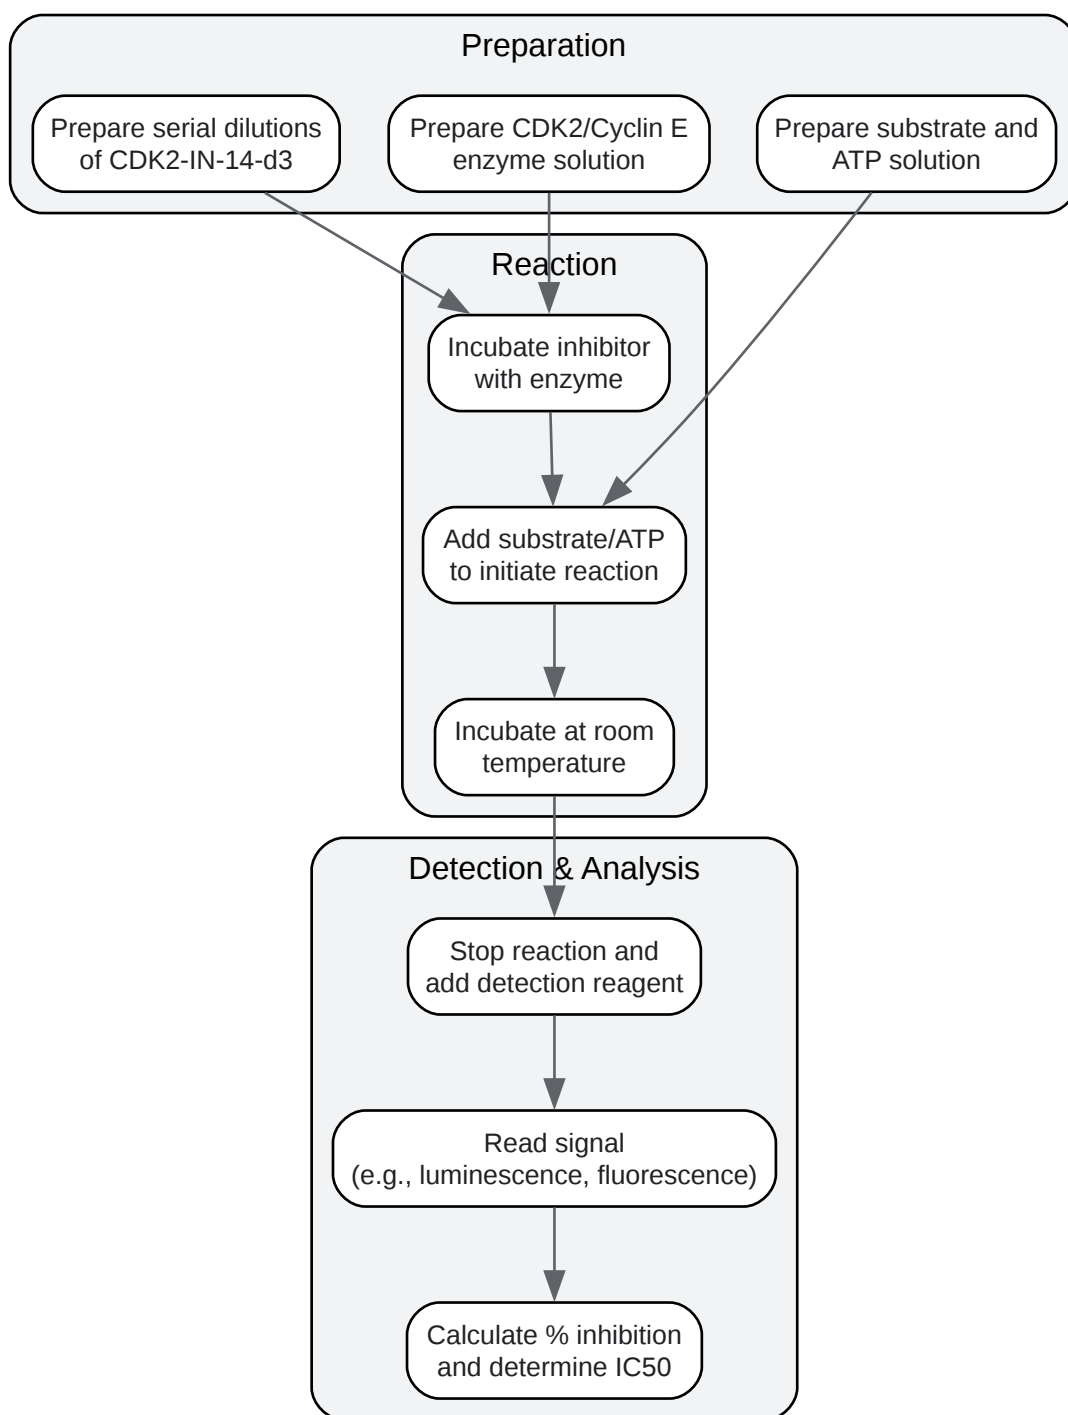 Preparation
Prepare serial dilutions
of CDK2-IN-14-d3
Prepare CDK2/Cyclin E
enzyme solution
Prepare substrate and
ATP solution
Reaction
Incubate inhibitor
with enzyme
Add substrate/ATP
to initiate reaction
Incubate at room
temperature
Detection & Analysis
Stop reaction and
add detection reagent
Read signal
(e.g., luminescence, fluorescence)
Calculate % inhibition
and determine IC50